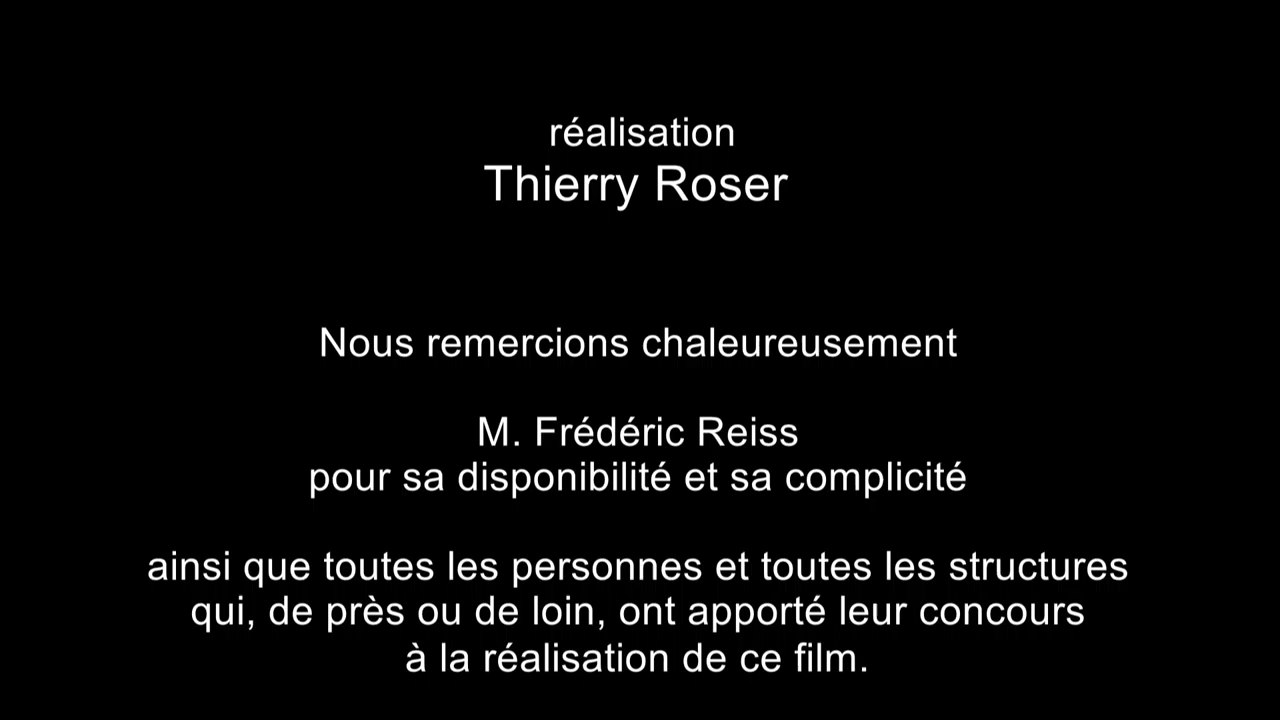 réalisation
Thierry Roser
Nous remercions chaleureusement
M. Frédéric Reiss
pour sa disponibilité et sa complicité
ainsi que toutes les personnes et toutes les structures
qui, de près ou de loin, ont apporté leur concours
à la réalisation de ce film.